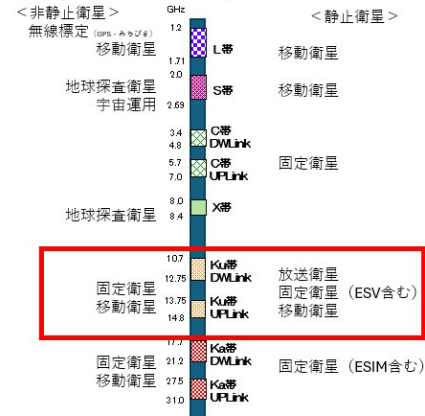 ＜非静止衛星＞ GHz ＜静止衛星＞
無線標定（GPS・みちびき） 1.2
移動衛星 L帯 移動衛星
1.71
地球探査衛星 2.0 S帯 移動衛星
宇宙運用 2.69
3.4 C帯
4.8 DWLink
5.7 C帯 固定衛星
7.0 UPLink
8.0 X帯
地球探査衛星 8.4
10.7 Ku帯
12.75 DWLink 放送衛星
固定衛星 13.75 Ku帯 固定衛星（ESV含む）
移動衛星 14.8 UPLink 移動衛星
17.7 Ka帯
固定衛星 21.2 DWLink 固定衛星（ESIM含む）
移動衛星 27.5 Ka帯
31.0 UPLink